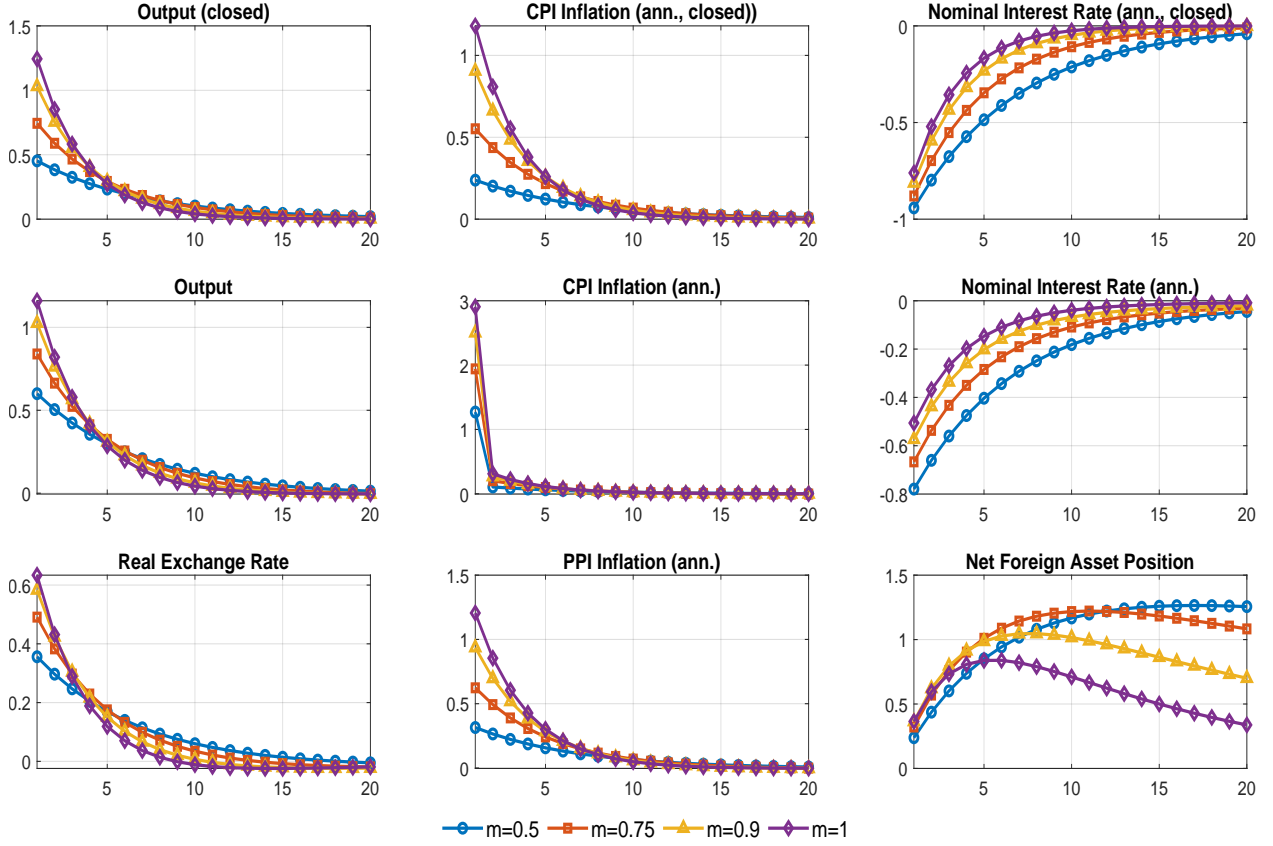 Output (closed)
1.5
1
0.5
0
5 10 15 20
CPI Inflation (ann., closed))
1
0.5
0
5 10 15 20
Nominal Interest Rate (ann., closed)
0
-0.5
-1
5 10 15 20
Output
1
0.5
0
5 10 15 20
CPI Inflation (ann.)
3
2
1
0
5 10 15 20
Nominal Interest Rate (ann.)
0
-0.2
-0.4
-0.6
-0.8
5 10 15 20
Real Exchange Rate
0.6
0.4
0.2
0
5 10 15 20
PPI Inflation (ann.)
1.5
1
0.5
0
5 10 15 20
Net Foreign Asset Position
1.5
1
0.5
0
5 10 15 20
m=0.5 m=0.75 m=0.9 m=1